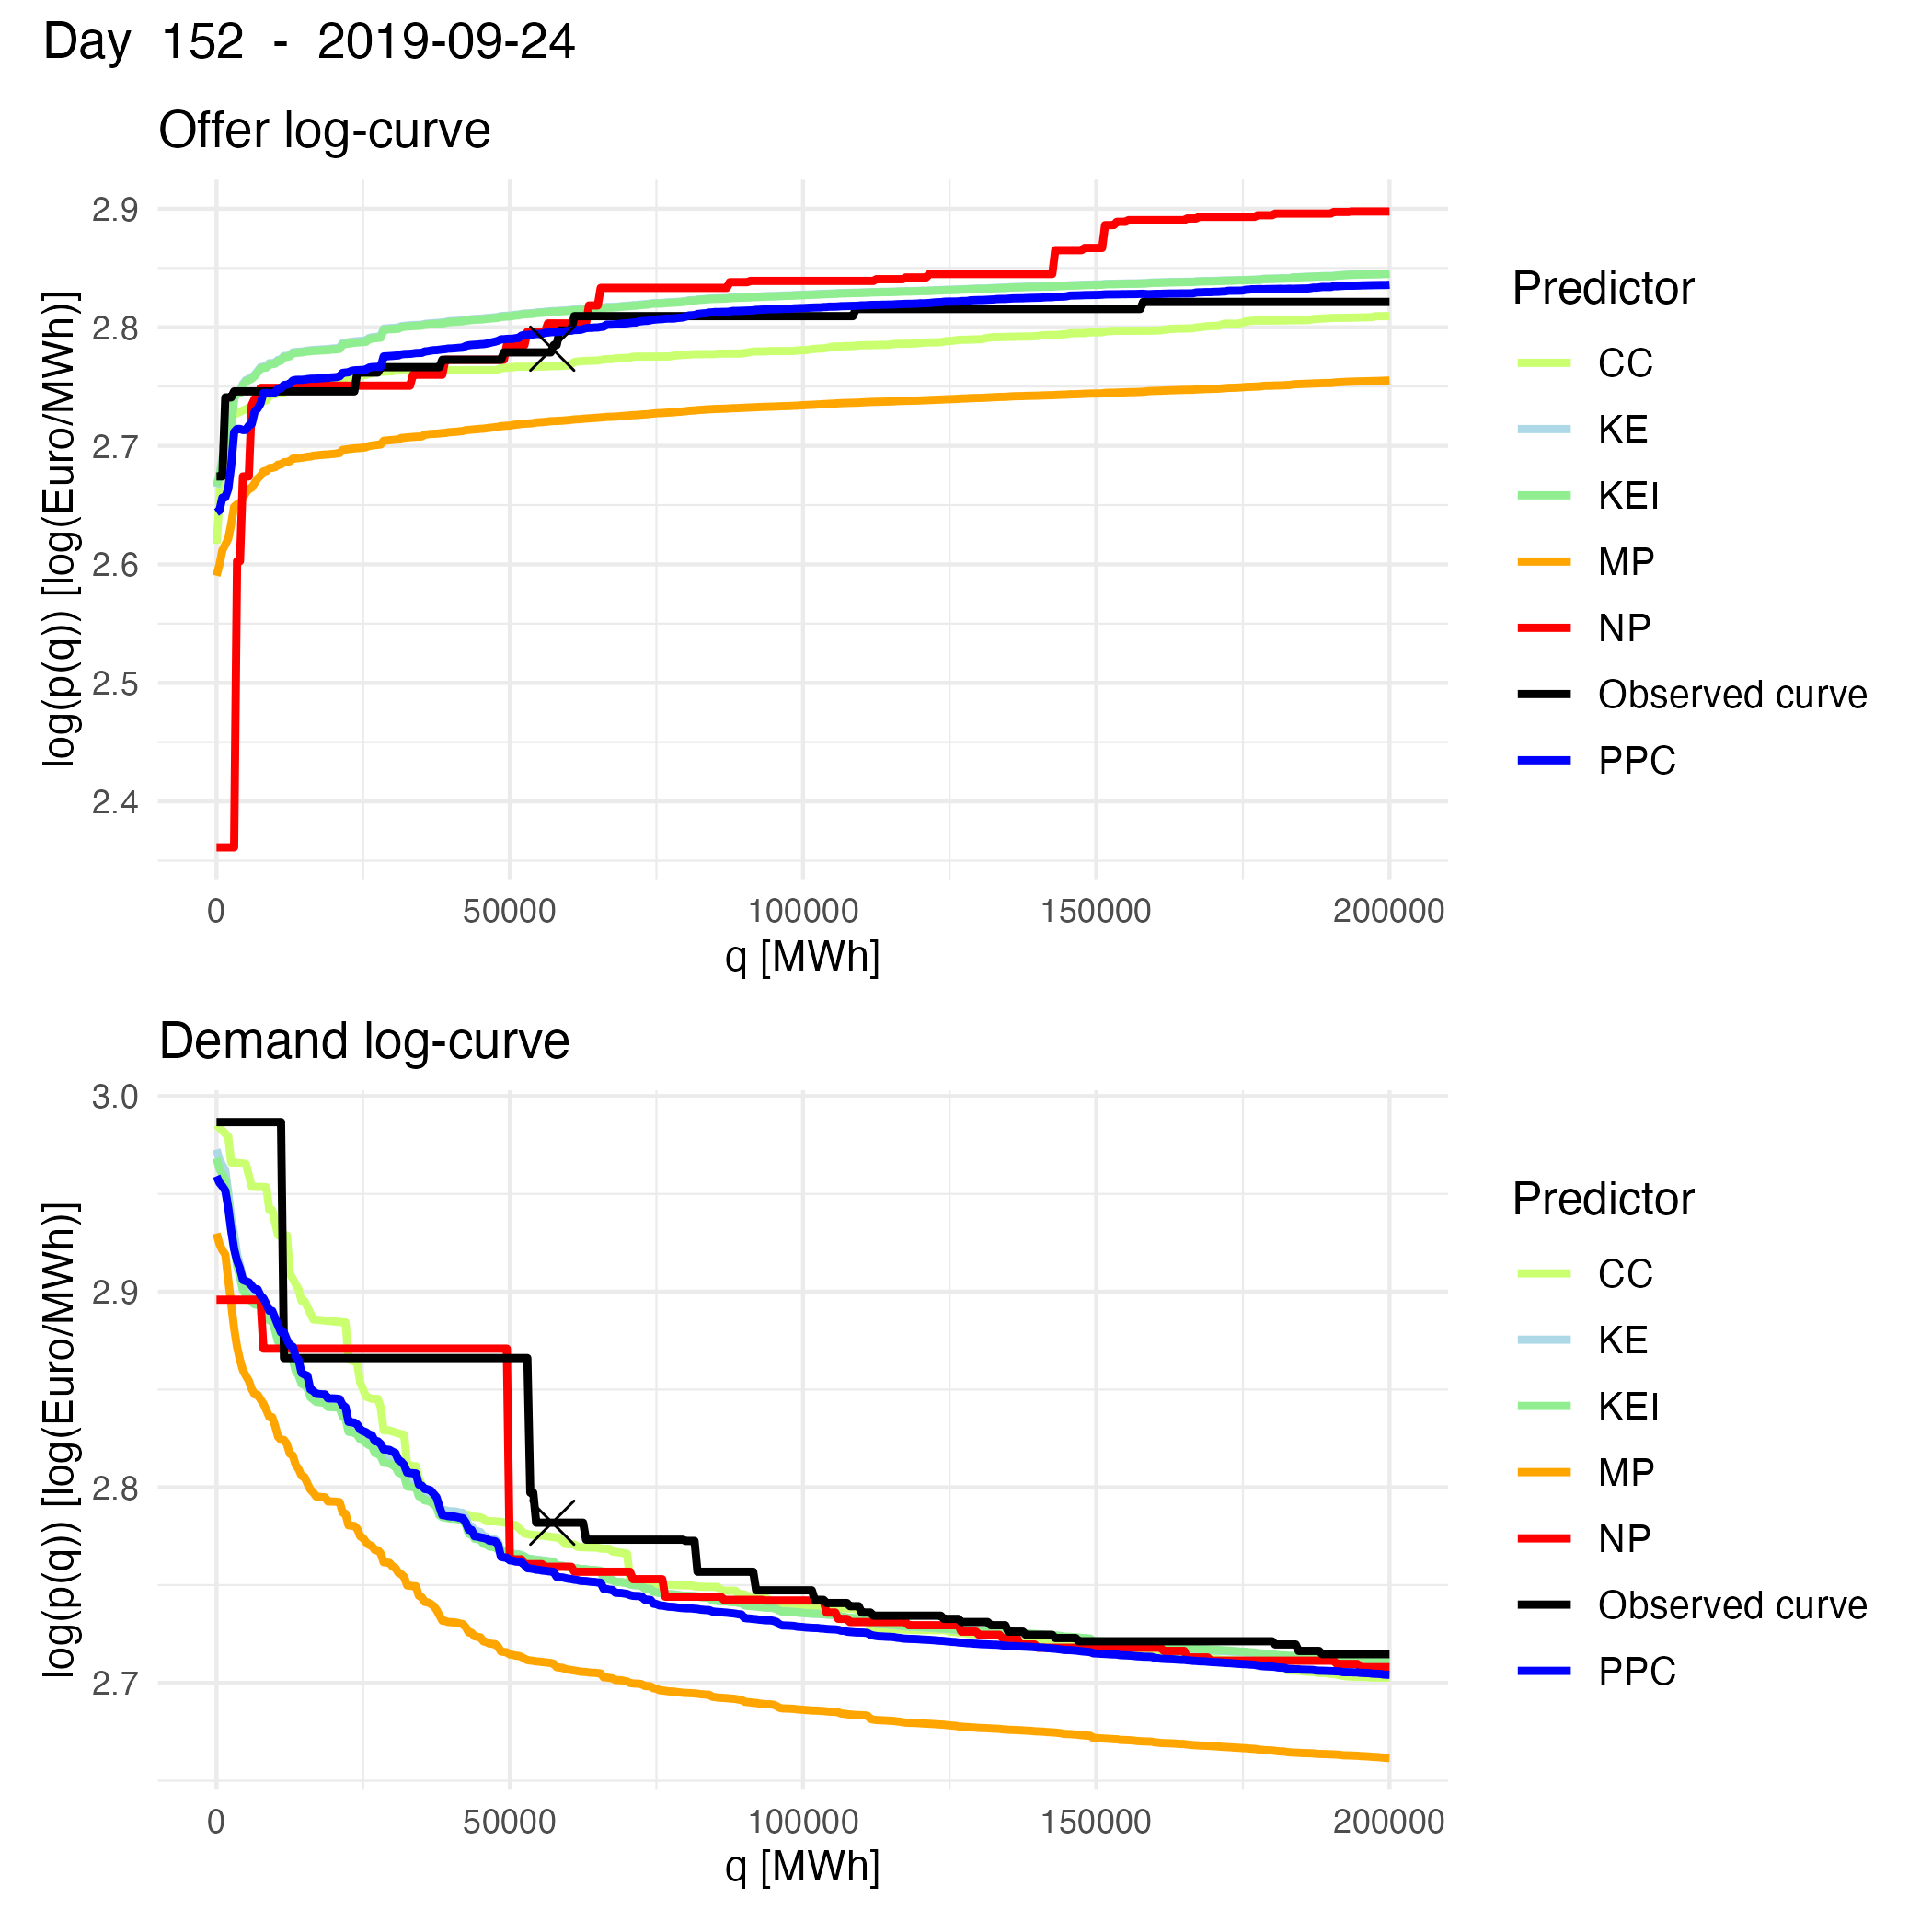 Day 152 - 2019-09-24
Offer log-curve
log(p(q)) [log(Euro/MWh)]
2.9
2.8
2.7
2.6
2.5
2.4
0 50000 100000 150000 200000
q [MWh]
Predictor
CC
KE
KEI
MP
NP
Observed curve
PPC
Demand log-curve
log(p(q)) [log(Euro/MWh)]
3.0
2.9
2.8
2.7
0 50000 100000 150000 200000
q [MWh]
Predictor
CC
KE
KEI
MP
NP
Observed curve
PPC